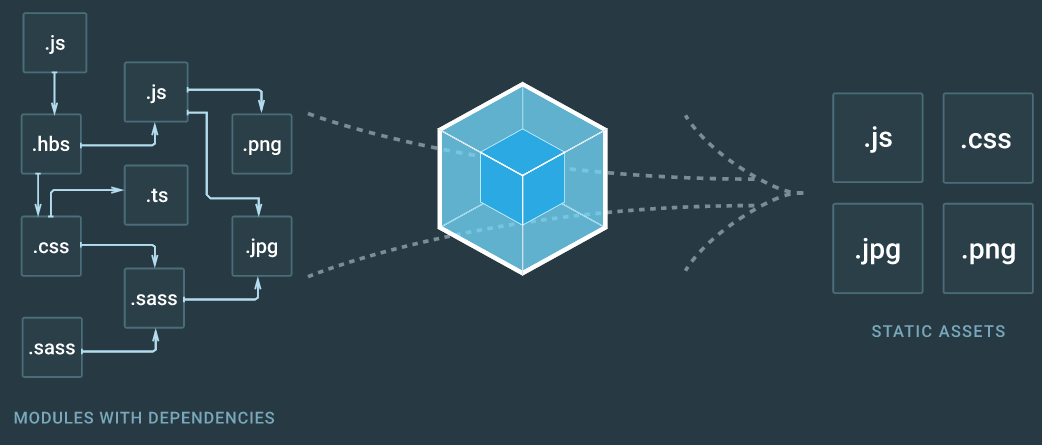 .js
.js
.hbs
.png
.ts
.css
.jpg
.sass
.sass
MODULES WITH DEPENDENCIES
.js
.css
.jpg
.png
STATIC ASSETS